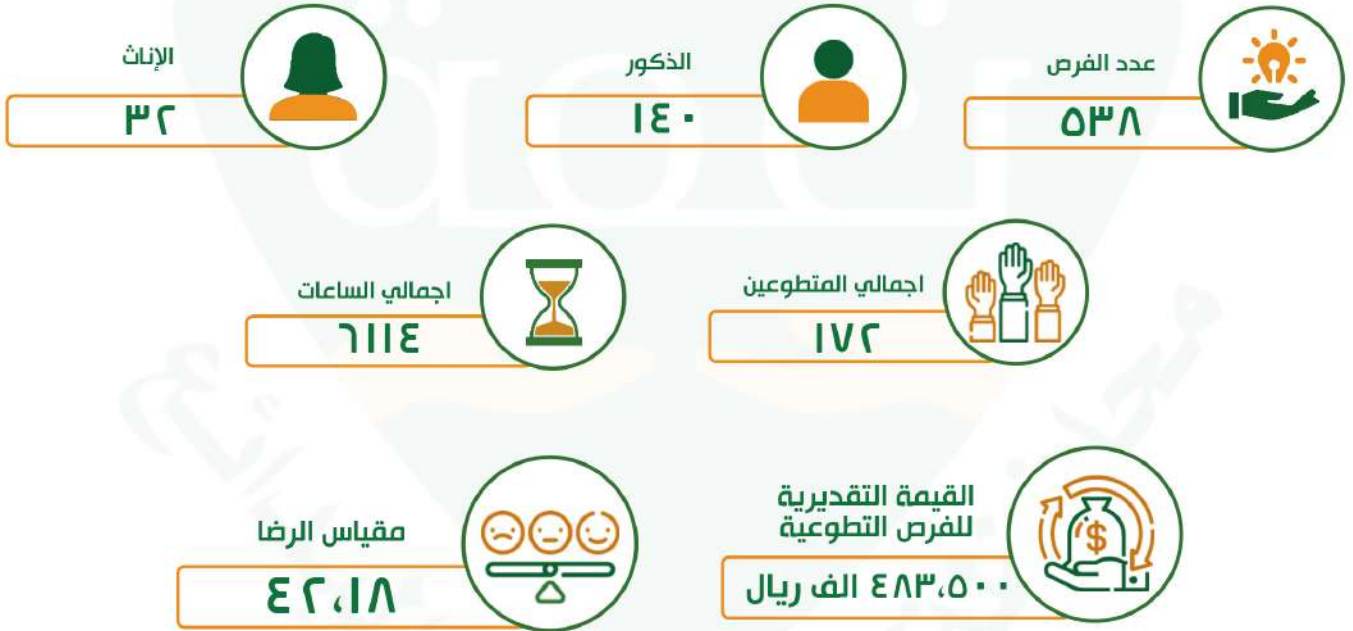 عدد الفرص
٥٣٨
الذكور
١٤٠
الإناث
٣٢
اجمالي المتطوعين
١٧٢
اجمالي الساعات
٦١١٤
القيمة التقديرية
للفرص التطوعية
٤٨٣،٥٠٠ الف ريال
مقياس الرضا
٤٢،١٨